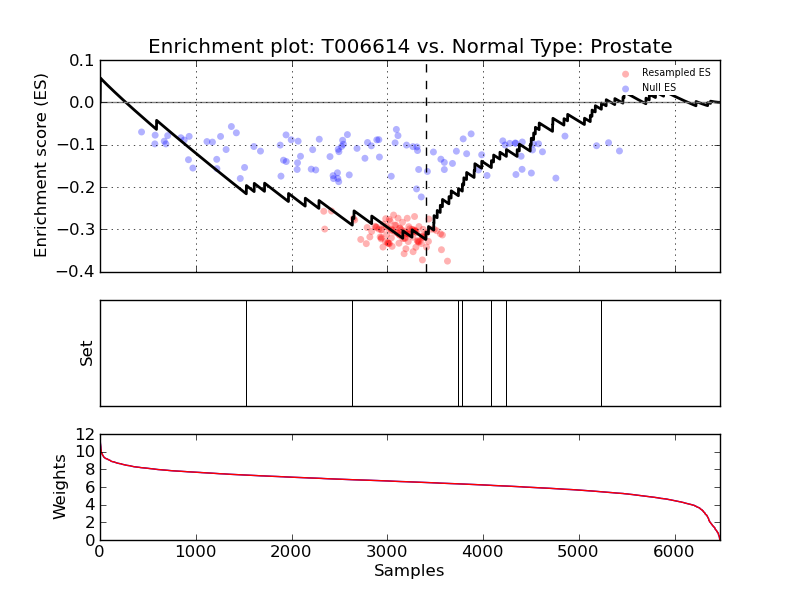 Enrichment plot: T006614 vs. Normal Type: Prostate
Enrichment score (ES)
0.1
0.0
−0.1
−0.2
−0.3
−0.4
Resampled ES
Null ES
Set
Weights
12
10
8
6
4
2
0
0 1000 2000 3000 4000 5000 6000
Samples